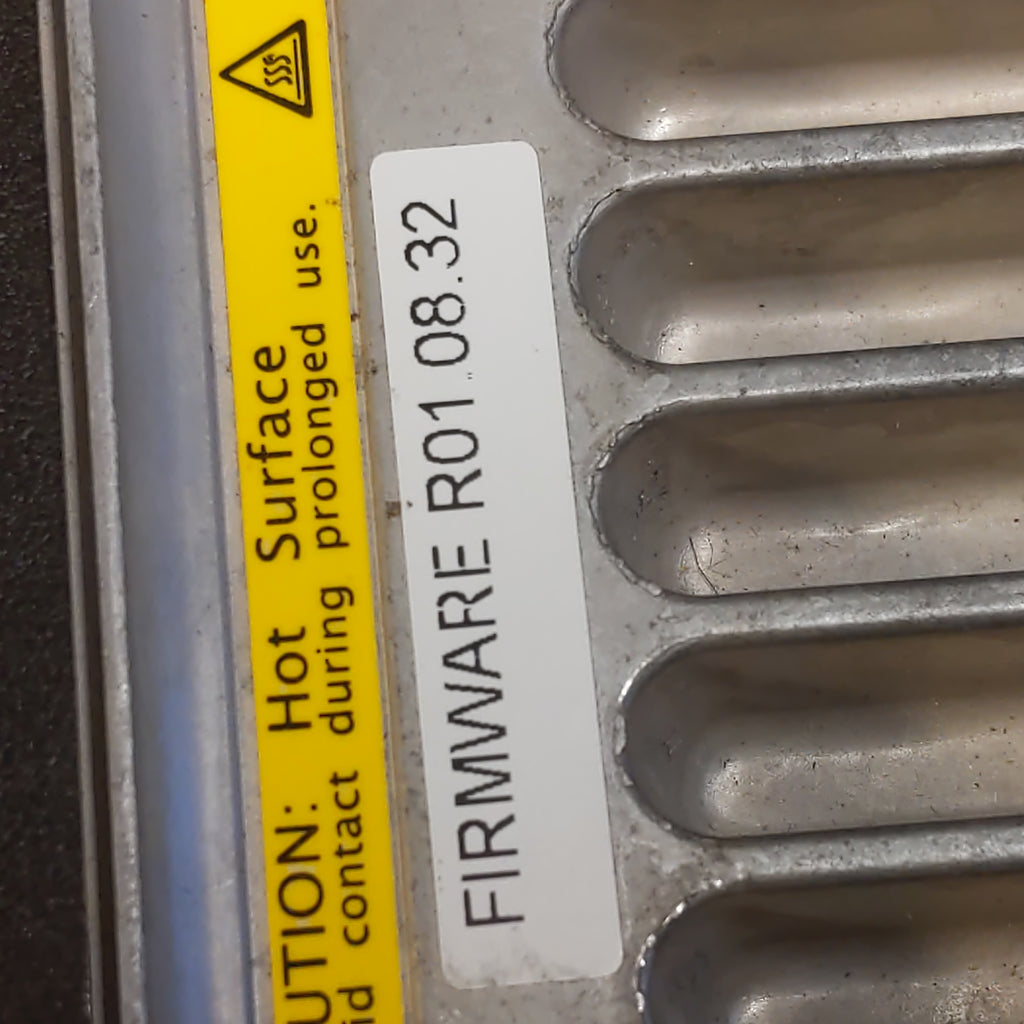 UTION: Hot Surface
id contact during prolonged use.
FIRMWARE R01.08.32